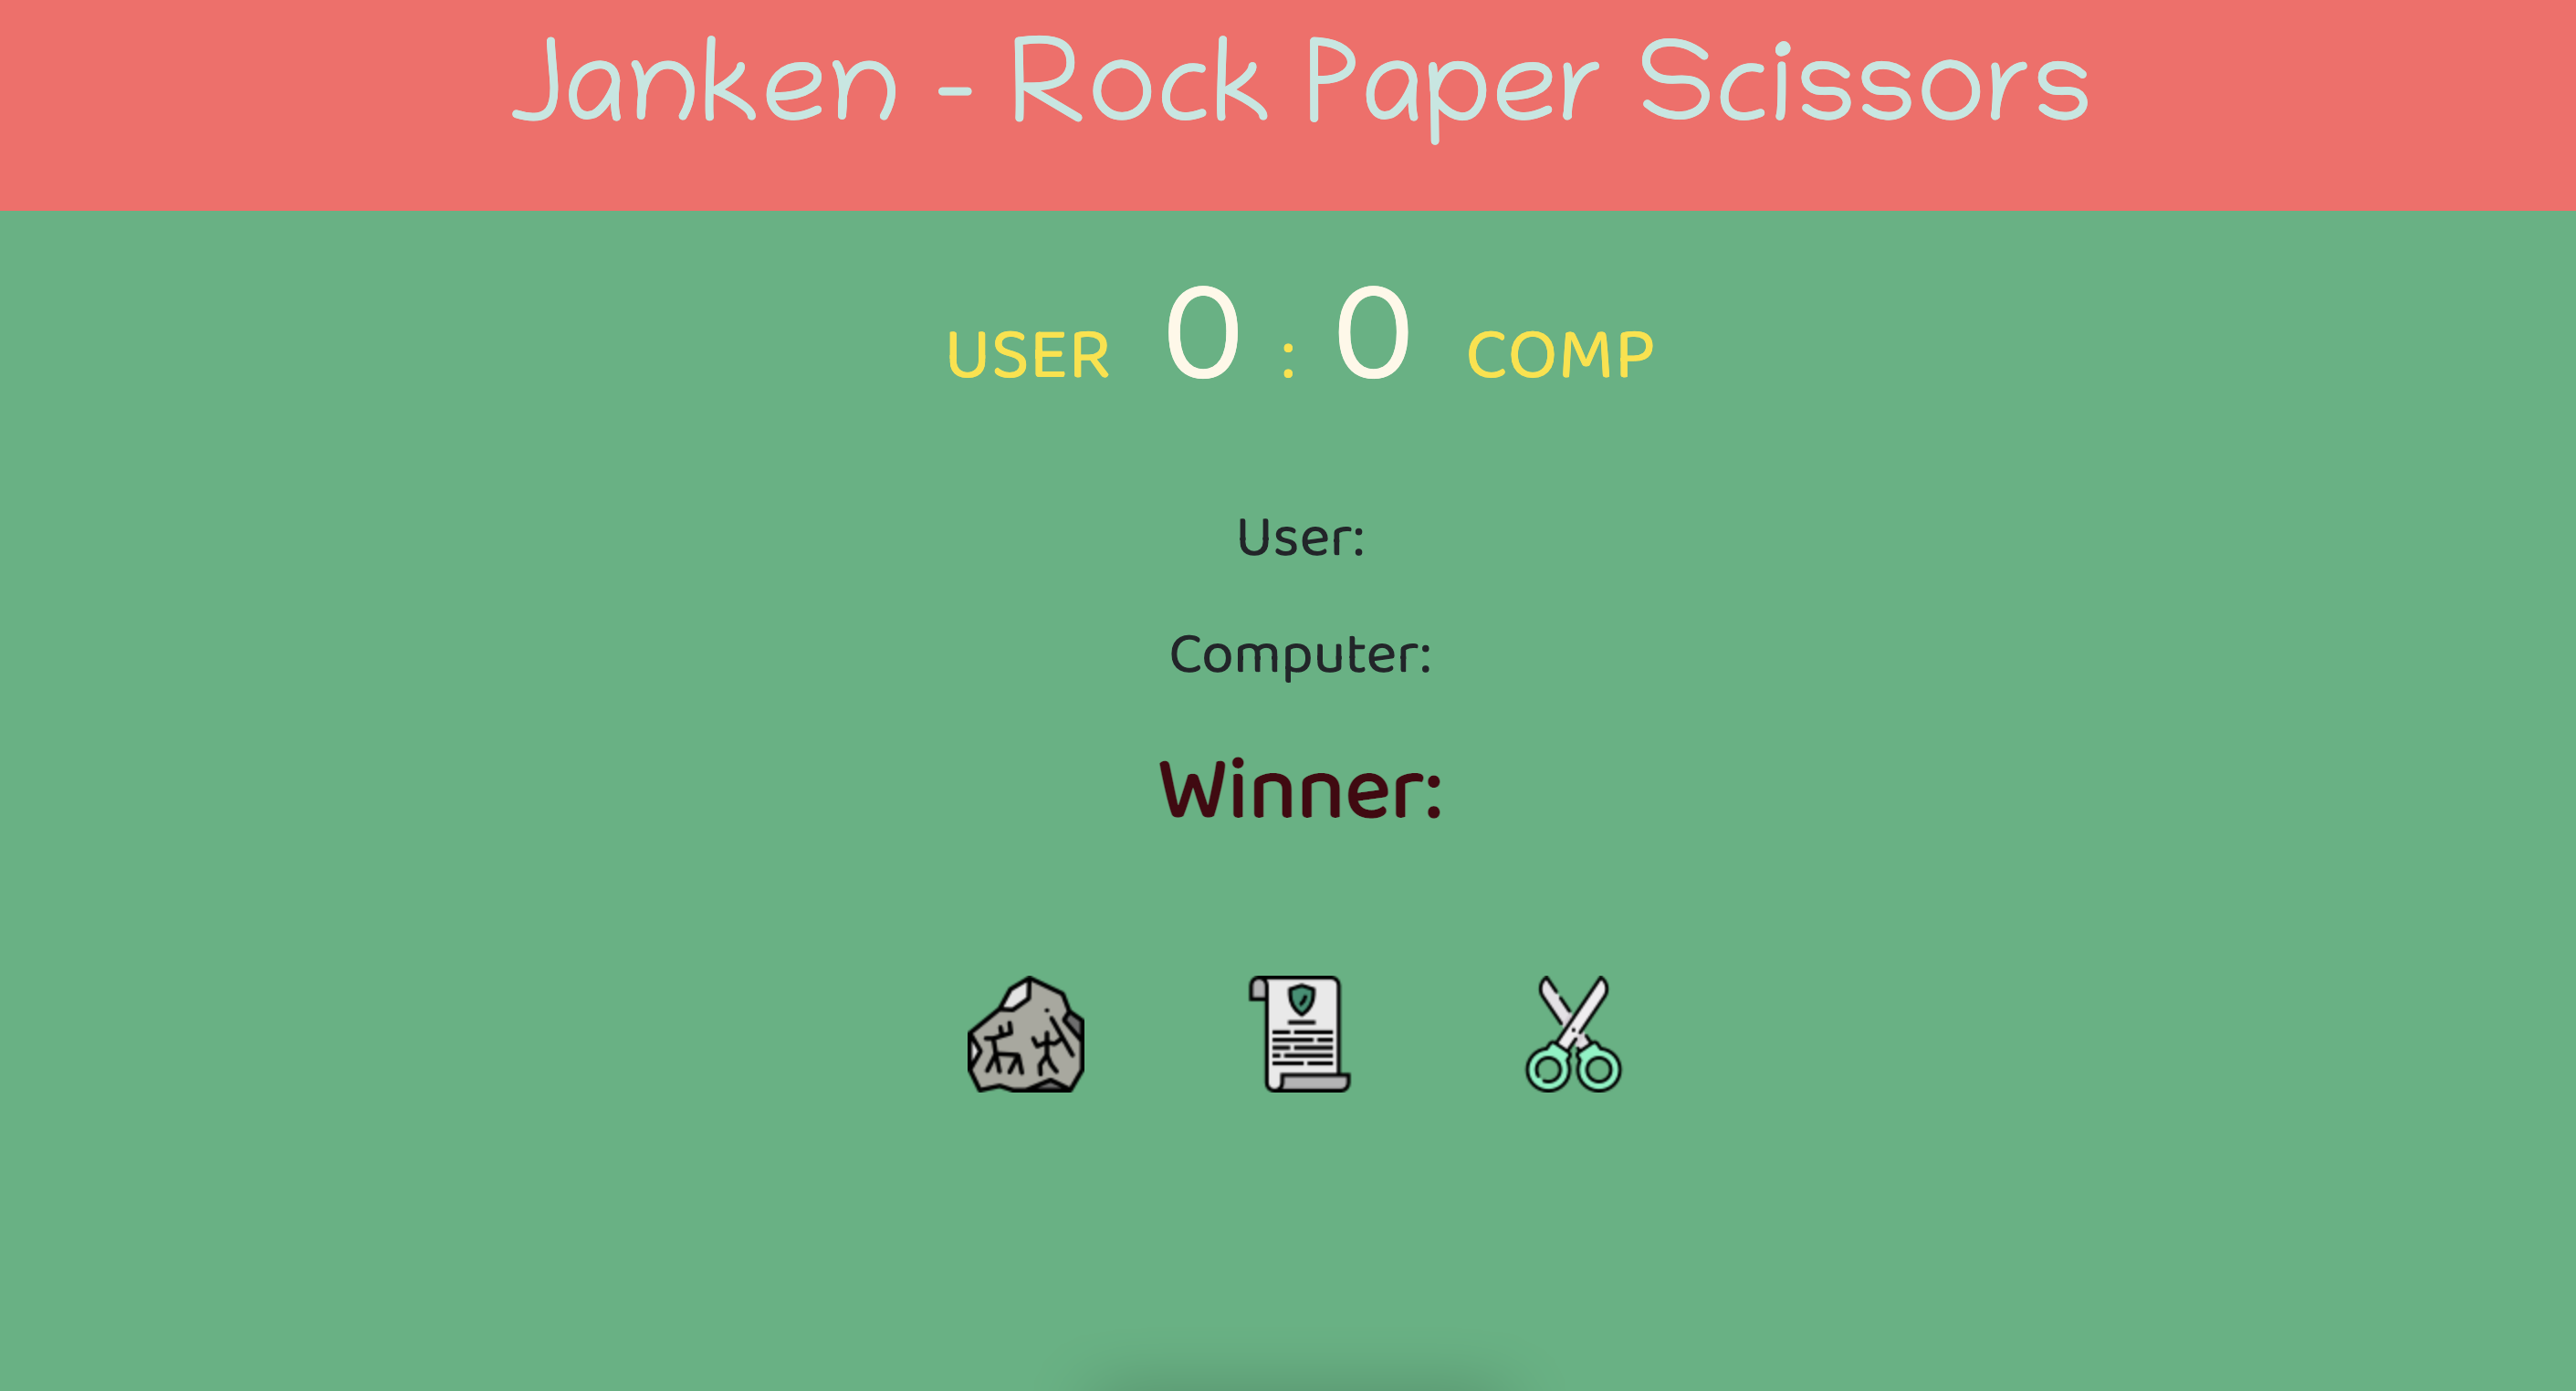 Janken - Rock Paper Scissors
USER 0 : 0 COMP
User:
Computer:
Winner: